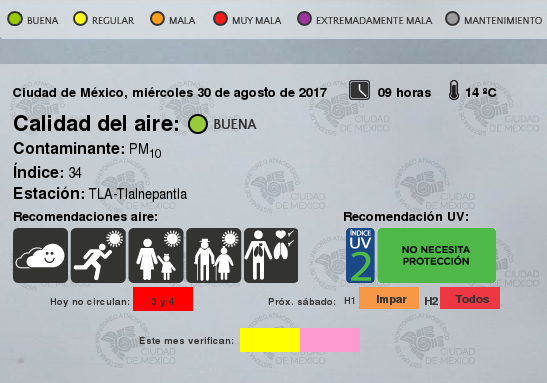 BUENA REGULAR MALA MUY MALA EXTREMADAMENTE MALA MANTENIMIENTO
Ciudad de México, miércoles 30 de agosto de 2017 09 horas 14 ºC
Calidad del aire: BUENA
Contaminante: PM10
Índice: 34
Estación: TLA-Tlalnepantla
Recomendaciones aire: Recomendación UV:
ÍNDICE
UV
2
NO NECESITA
PROTECCIÓN
Hoy no circulan: 3 y 4 Próx. sábado: H1 Impar H2 Todos
Este mes verifican: